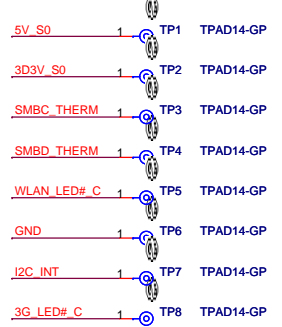 5V_S0 1 TP1 TPAD14-GP
3D3V_S0 1 TP2 TPAD14-GP
SMBC_THERM 1 TP3 TPAD14-GP
SMBD_THERM 1 TP4 TPAD14-GP
WLAN_LED#_C 1 TP5 TPAD14-GP
GND 1 TP6 TPAD14-GP
I2C_INT 1 TP7 TPAD14-GP
3G_LED#_C 1 TP8 TPAD14-GP